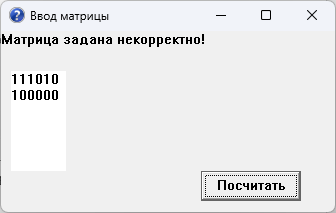 Ввод матрицы
Матрица задана некорректно!
111010
100000
Посчитать